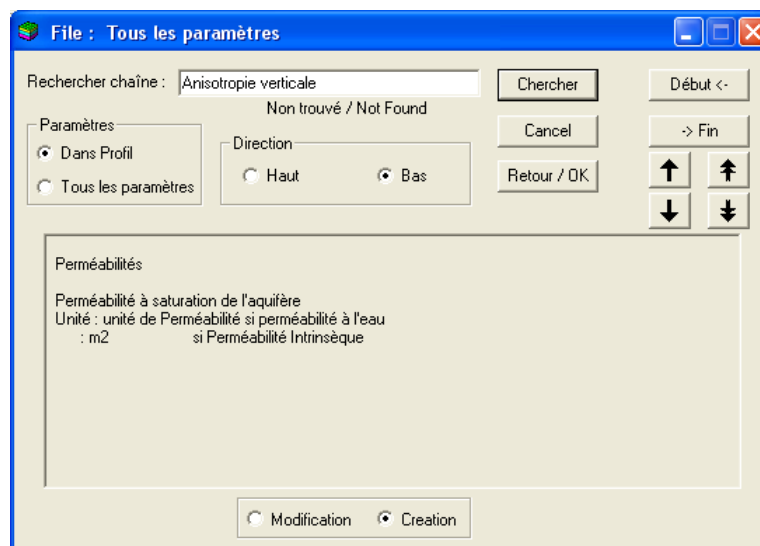 File : Tous les paramètres
Rechercher chaîne : Anisotropie verticale
Chercher
Début <-
Non trouvé / Not Found
Paramètres
Dans Profil
Tous les paramètres
Direction
Haut
Bas
Cancel
-> Fin
Retour / OK
Perméabilités
Perméabilité à saturation de l'aquifère
Unité : unité de Perméabilité si perméabilité à l'eau
: m2 si Perméabilité Intrinsèque
Modification
Creation